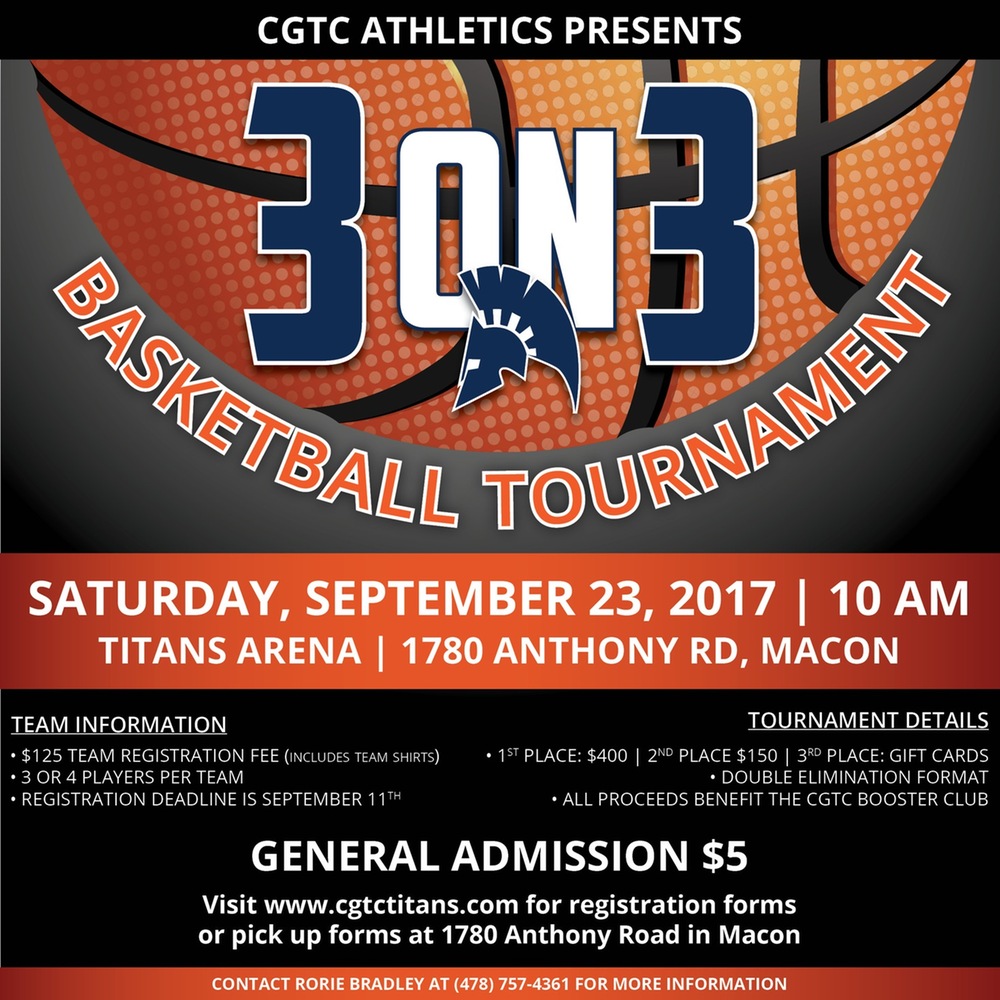 CGTC ATHLETICS PRESENTS
3 ON 3
BASKETBALL TOURNAMENT
SATURDAY, SEPTEMBER 23, 2017 | 10 AM
TITANS ARENA | 1780 ANTHONY RD, MACON
TEAM INFORMATION
• $125 TEAM REGISTRATION FEE (INCLUDES TEAM SHIRTS)
• 3 OR 4 PLAYERS PER TEAM
• REGISTRATION DEADLINE IS SEPTEMBER 11TH
TOURNAMENT DETAILS
• 1ST PLACE: $400 | 2ND PLACE $150 | 3RD PLACE: GIFT CARDS
• DOUBLE ELIMINATION FORMAT
• ALL PROCEEDS BENEFIT THE CGTC BOOSTER CLUB
GENERAL ADMISSION $5
Visit www.cgtctitans.com for registration forms
or pick up forms at 1780 Anthony Road in Macon
CONTACT RORIE BRADLEY AT (478) 757-4361 FOR MORE INFORMATION